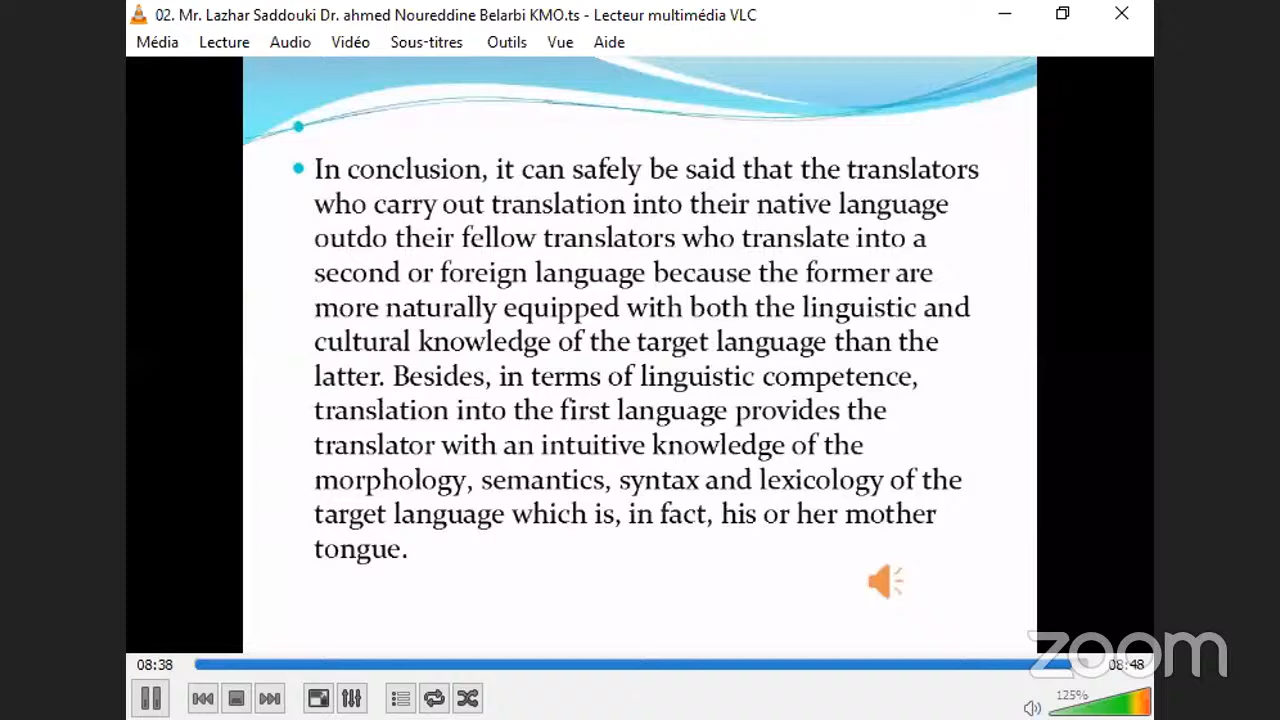 02. Mr. Lazhar Saddouki Dr. ahmed Noureddine Belarbi KMO.ts - Lecteur multimédia VLC
Média Lecture Audio Vidéo Sous-titres Outils Vue Aide
In conclusion, it can safely be said that the translators
who carry out translation into their native language
outdo their fellow translators who translate into a
second or foreign language because the former are
more naturally equipped with both the linguistic and
cultural knowledge of the target language than the
latter. Besides, in terms of linguistic competence,
translation into the first language provides the
translator with an intuitive knowledge of the
morphology, semantics, syntax and lexicology of the
target language which is, in fact, his or her mother
tongue.
zoom
08:38 08:48
125%